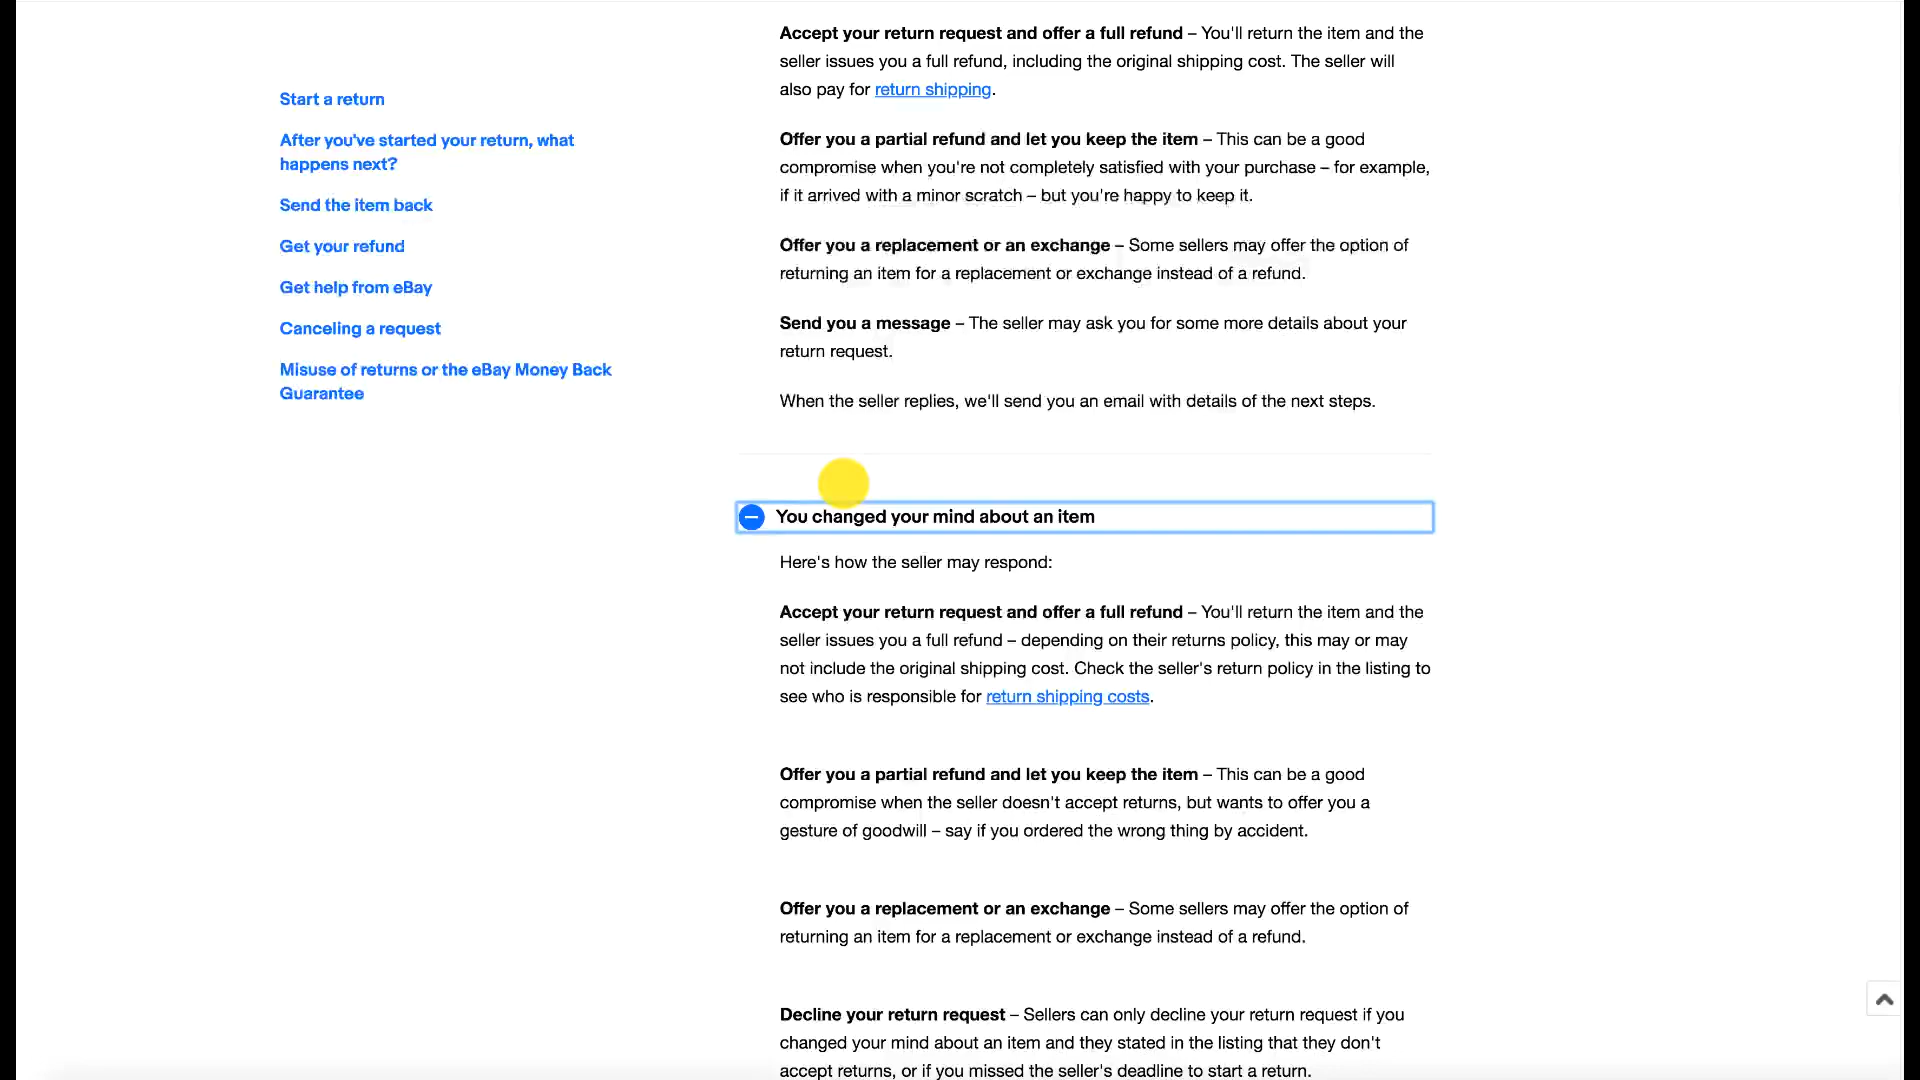 Start a return
After you've started your return, what
happens next?
Send the item back
Get your refund
Get help from eBay
Canceling a request
Misuse of returns or the eBay Money Back
Guarantee
Accept your return request and offer a full refund – You'll return the item and the
seller issues you a full refund, including the original shipping cost. The seller will
also pay for return shipping.
Offer you a partial refund and let you keep the item – This can be a good
compromise when you're not completely satisfied with your purchase – for example,
if it arrived with a minor scratch – but you're happy to keep it.
Offer you a replacement or an exchange – Some sellers may offer the option of
returning an item for a replacement or exchange instead of a refund.
Send you a message – The seller may ask you for some more details about your
return request.
When the seller replies, we'll send you an email with details of the next steps.
You changed your mind about an item
Here's how the seller may respond:
Accept your return request and offer a full refund – You'll return the item and the
seller issues you a full refund – depending on their returns policy, this may or may
not include the original shipping cost. Check the seller's return policy in the listing to
see who is responsible for return shipping costs.
Offer you a partial refund and let you keep the item – This can be a good
compromise when the seller doesn't accept returns, but wants to offer you a
gesture of goodwill – say if you ordered the wrong thing by accident.
Offer you a replacement or an exchange – Some sellers may offer the option of
returning an item for a replacement or exchange instead of a refund.
Decline your return request – Sellers can only decline your return request if you
changed your mind about an item and they stated in the listing that they don't
accept returns, or if you missed the seller's deadline to start a return.